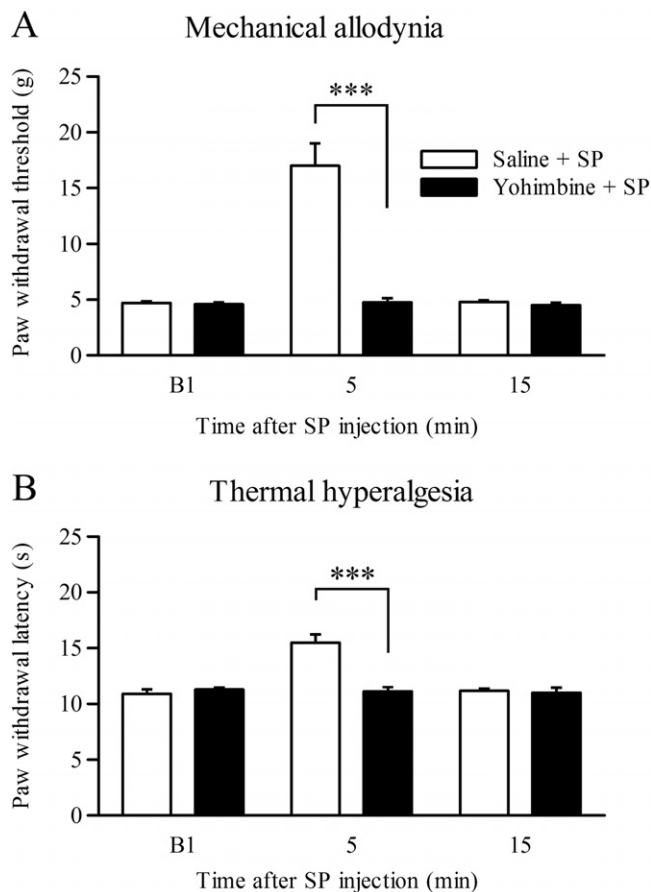 A
Mechanical allodynia
Paw withdrawal threshold (g)
25
20
15
10
5
0
***
Saline + SP
Yohimbine + SP
B1
5
15
Time after SP injection (min)
B
Thermal hyperalgesia
Paw withdrawal latency (s)
25
20
15
10
5
0
***
B1
5
15
Time after SP injection (min)